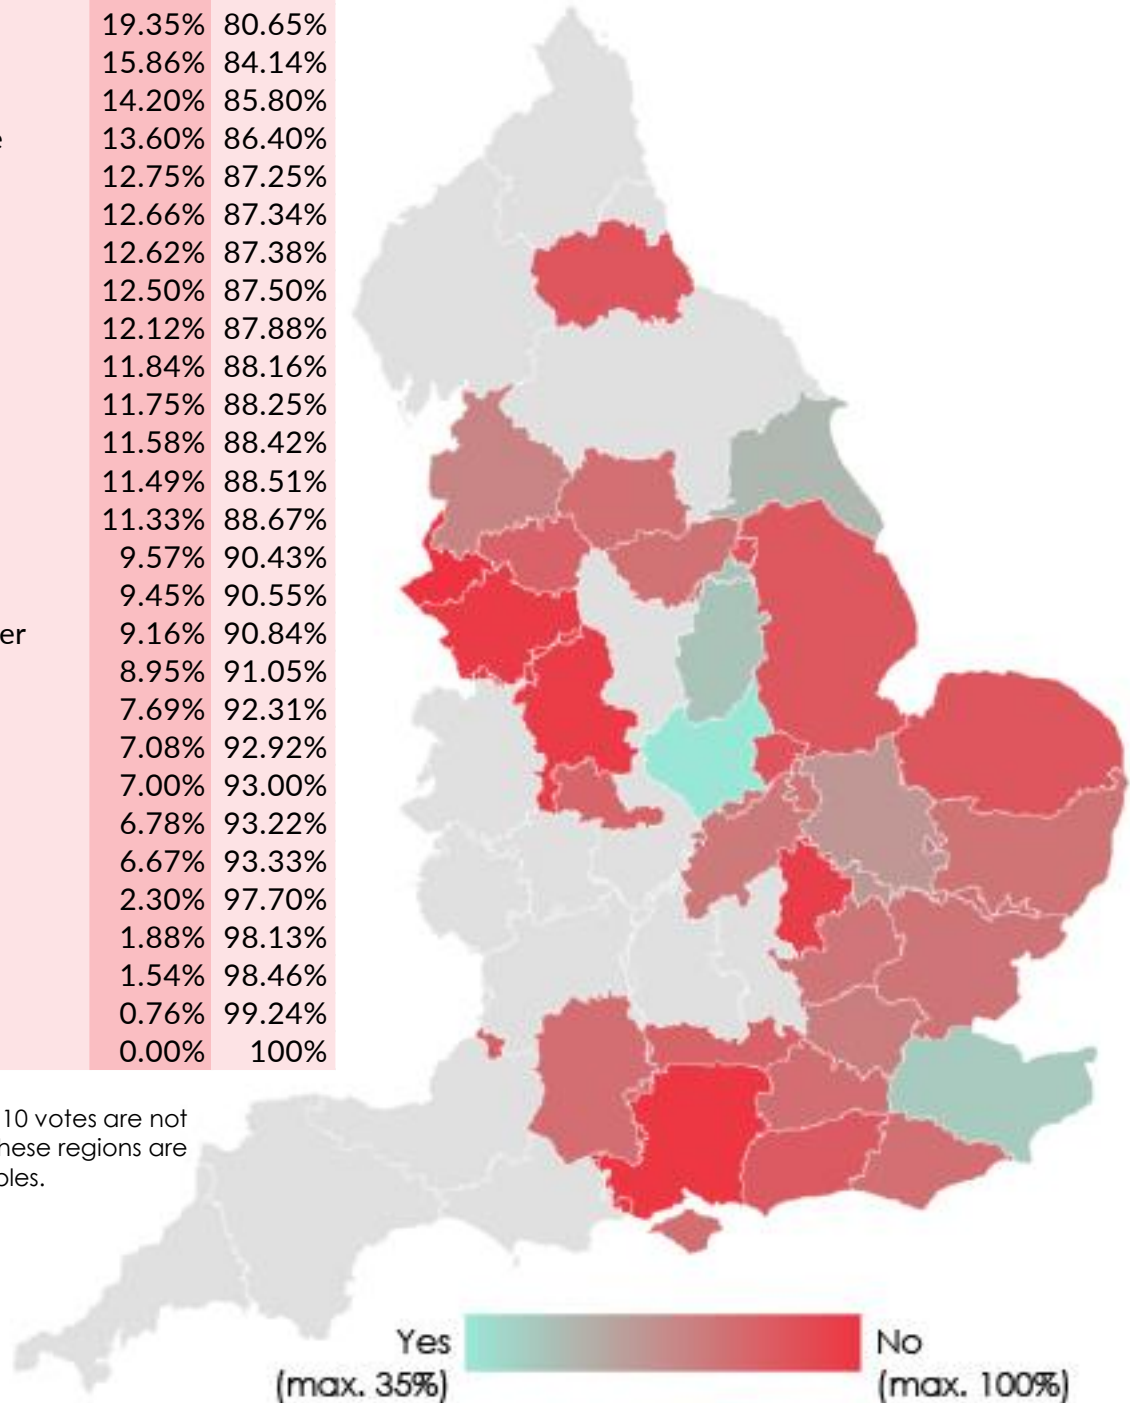 19.35% 80.65%
15.86% 84.14%
14.20% 85.80%
e 13.60% 86.40%
12.75% 87.25%
12.66% 87.34%
12.62% 87.38%
12.50% 87.50%
12.12% 87.88%
11.84% 88.16%
11.75% 88.25%
11.58% 88.42%
11.49% 88.51%
11.33% 88.67%
9.57% 90.43%
9.45% 90.55%
er 9.16% 90.84%
8.95% 91.05%
7.69% 92.31%
7.08% 92.92%
7.00% 93.00%
6.78% 93.22%
6.67% 93.33%
2.30% 97.70%
1.88% 98.13%
1.54% 98.46%
0.76% 99.24%
0.00% 100%
10 votes are not
hese regions are
ples.
Yes
(max. 35%)
No
(max. 100%)